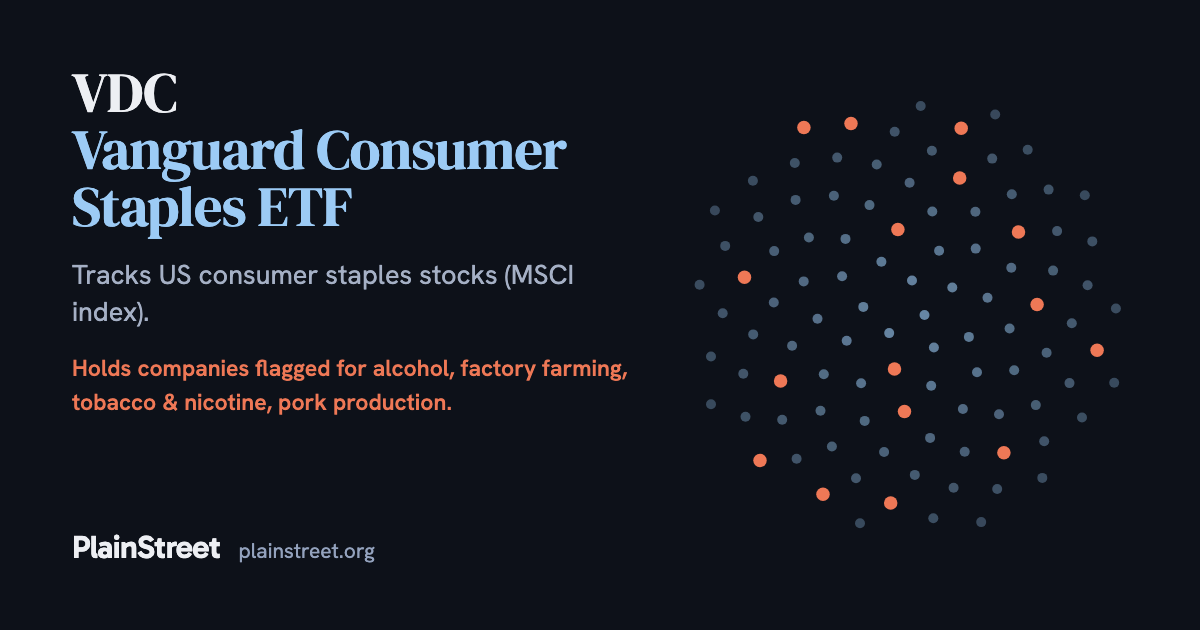 VDC
Vanguard Consumer
Staples ETF
Tracks US consumer staples stocks (MSCI
index).
Holds companies flagged for alcohol, factory farming,
tobacco & nicotine, pork production.
PlainStreet plainstreet.org